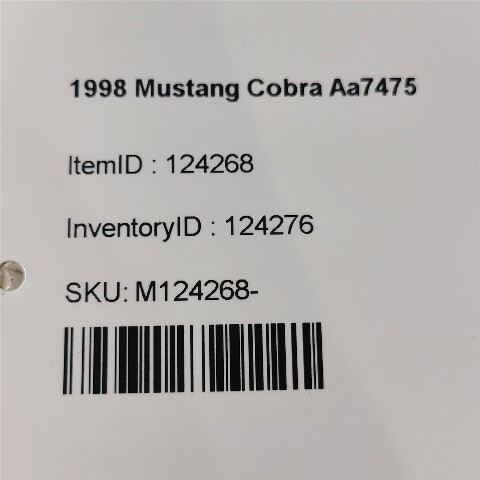 1998 Mustang Cobra Aa7475
ItemID : 124268
InventoryID : 124276
SKU: M124268-